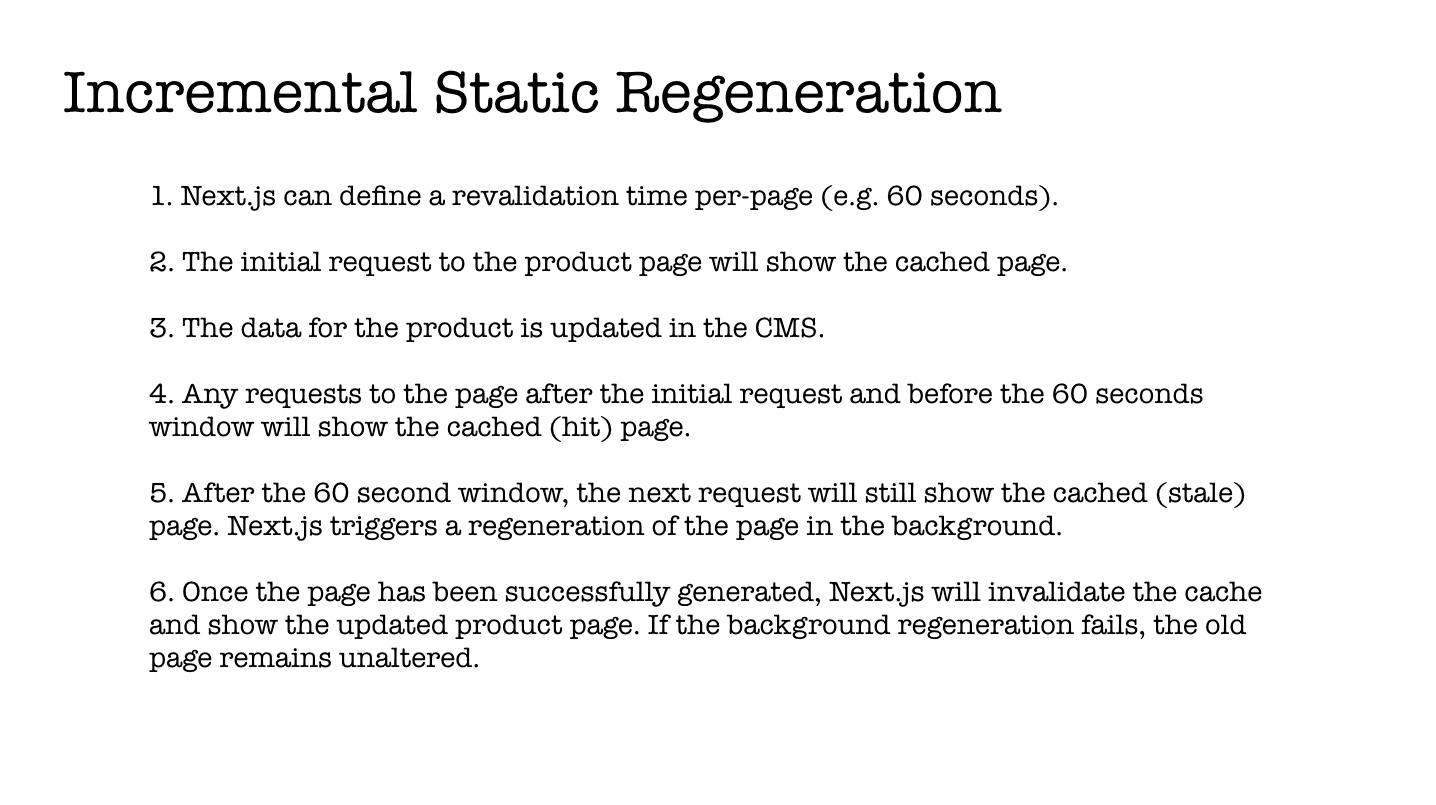 Incremental Static Regeneration
1. Next.js can define a revalidation time per-page (e.g. 60 seconds).
2. The initial request to the product page will show the cached page.
3. The data for the product is updated in the CMS.
4. Any requests to the page after the initial request and before the 60 seconds
window will show the cached (hit) page.
5. After the 60 second window, the next request will still show the cached (stale)
page. Next.js triggers a regeneration of the page in the background.
6. Once the page has been successfully generated, Next.js will invalidate the cache
and show the updated product page. If the background regeneration fails, the old
page remains unaltered.